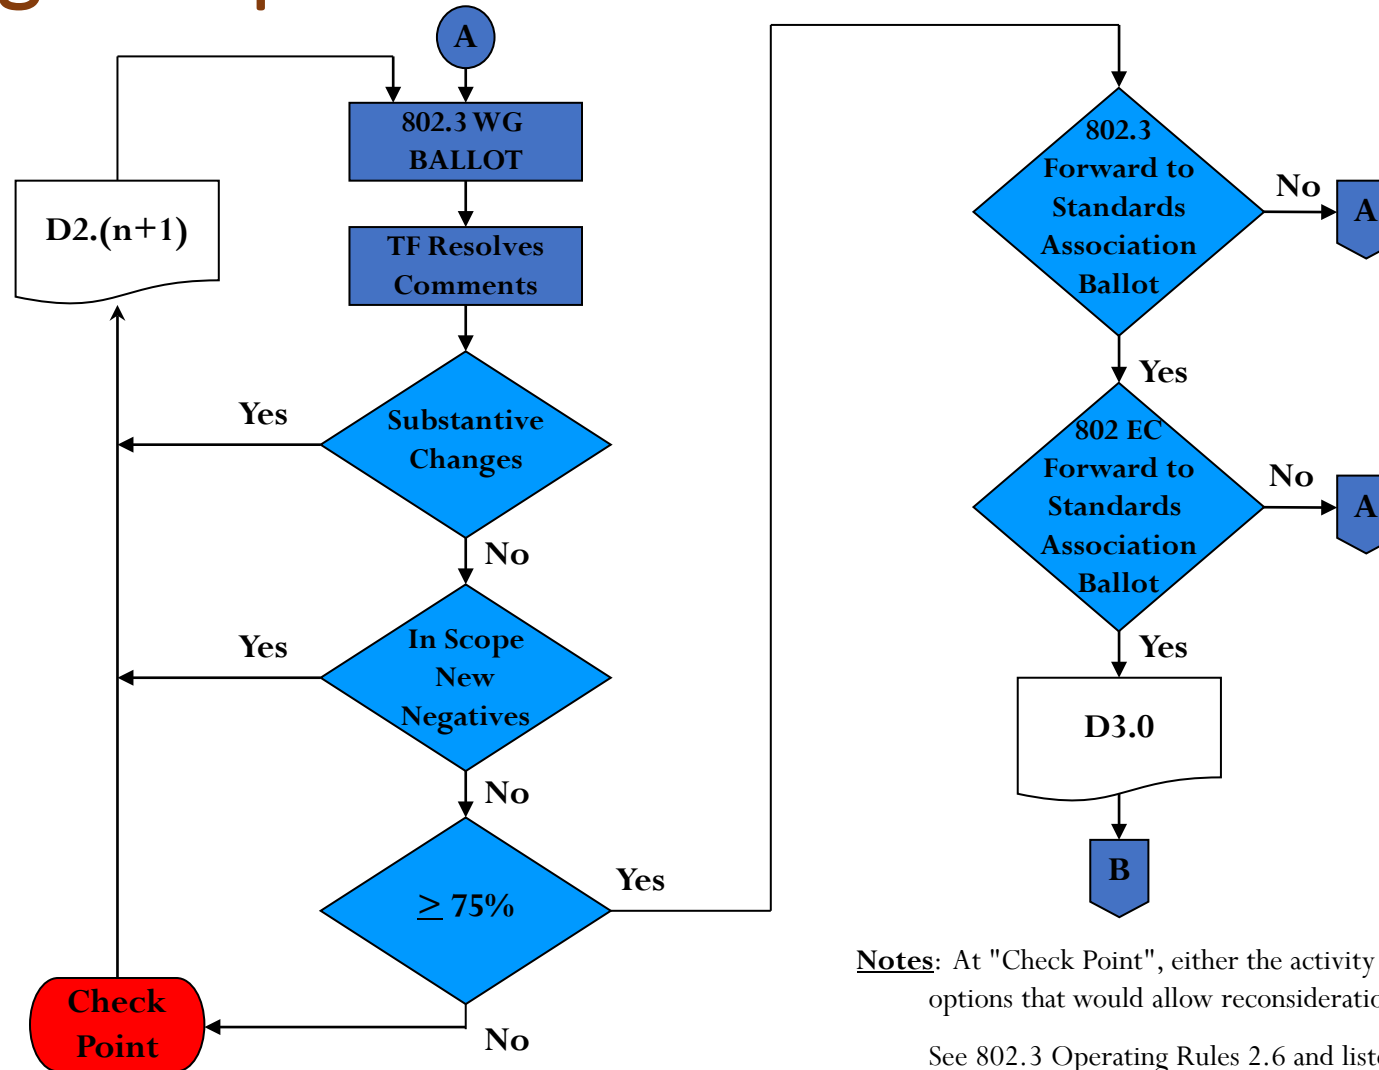 A
802.3 WG
BALLOT
D2.(n+1)
TF Resolves
Comments
Yes
Substantive
Changes
No
Yes
In Scope
New
Negatives
No
≥ 75%
Yes
No
Check
Point
802.3
Forward to
Standards
Association
Ballot
No
A
Yes
802 EC
Forward to
Standards
Association
Ballot
No
A
Yes
D3.0
B
Notes: At "Check Point", either the activity
options that would allow
See 802.3 Operating Rules 2.6 and